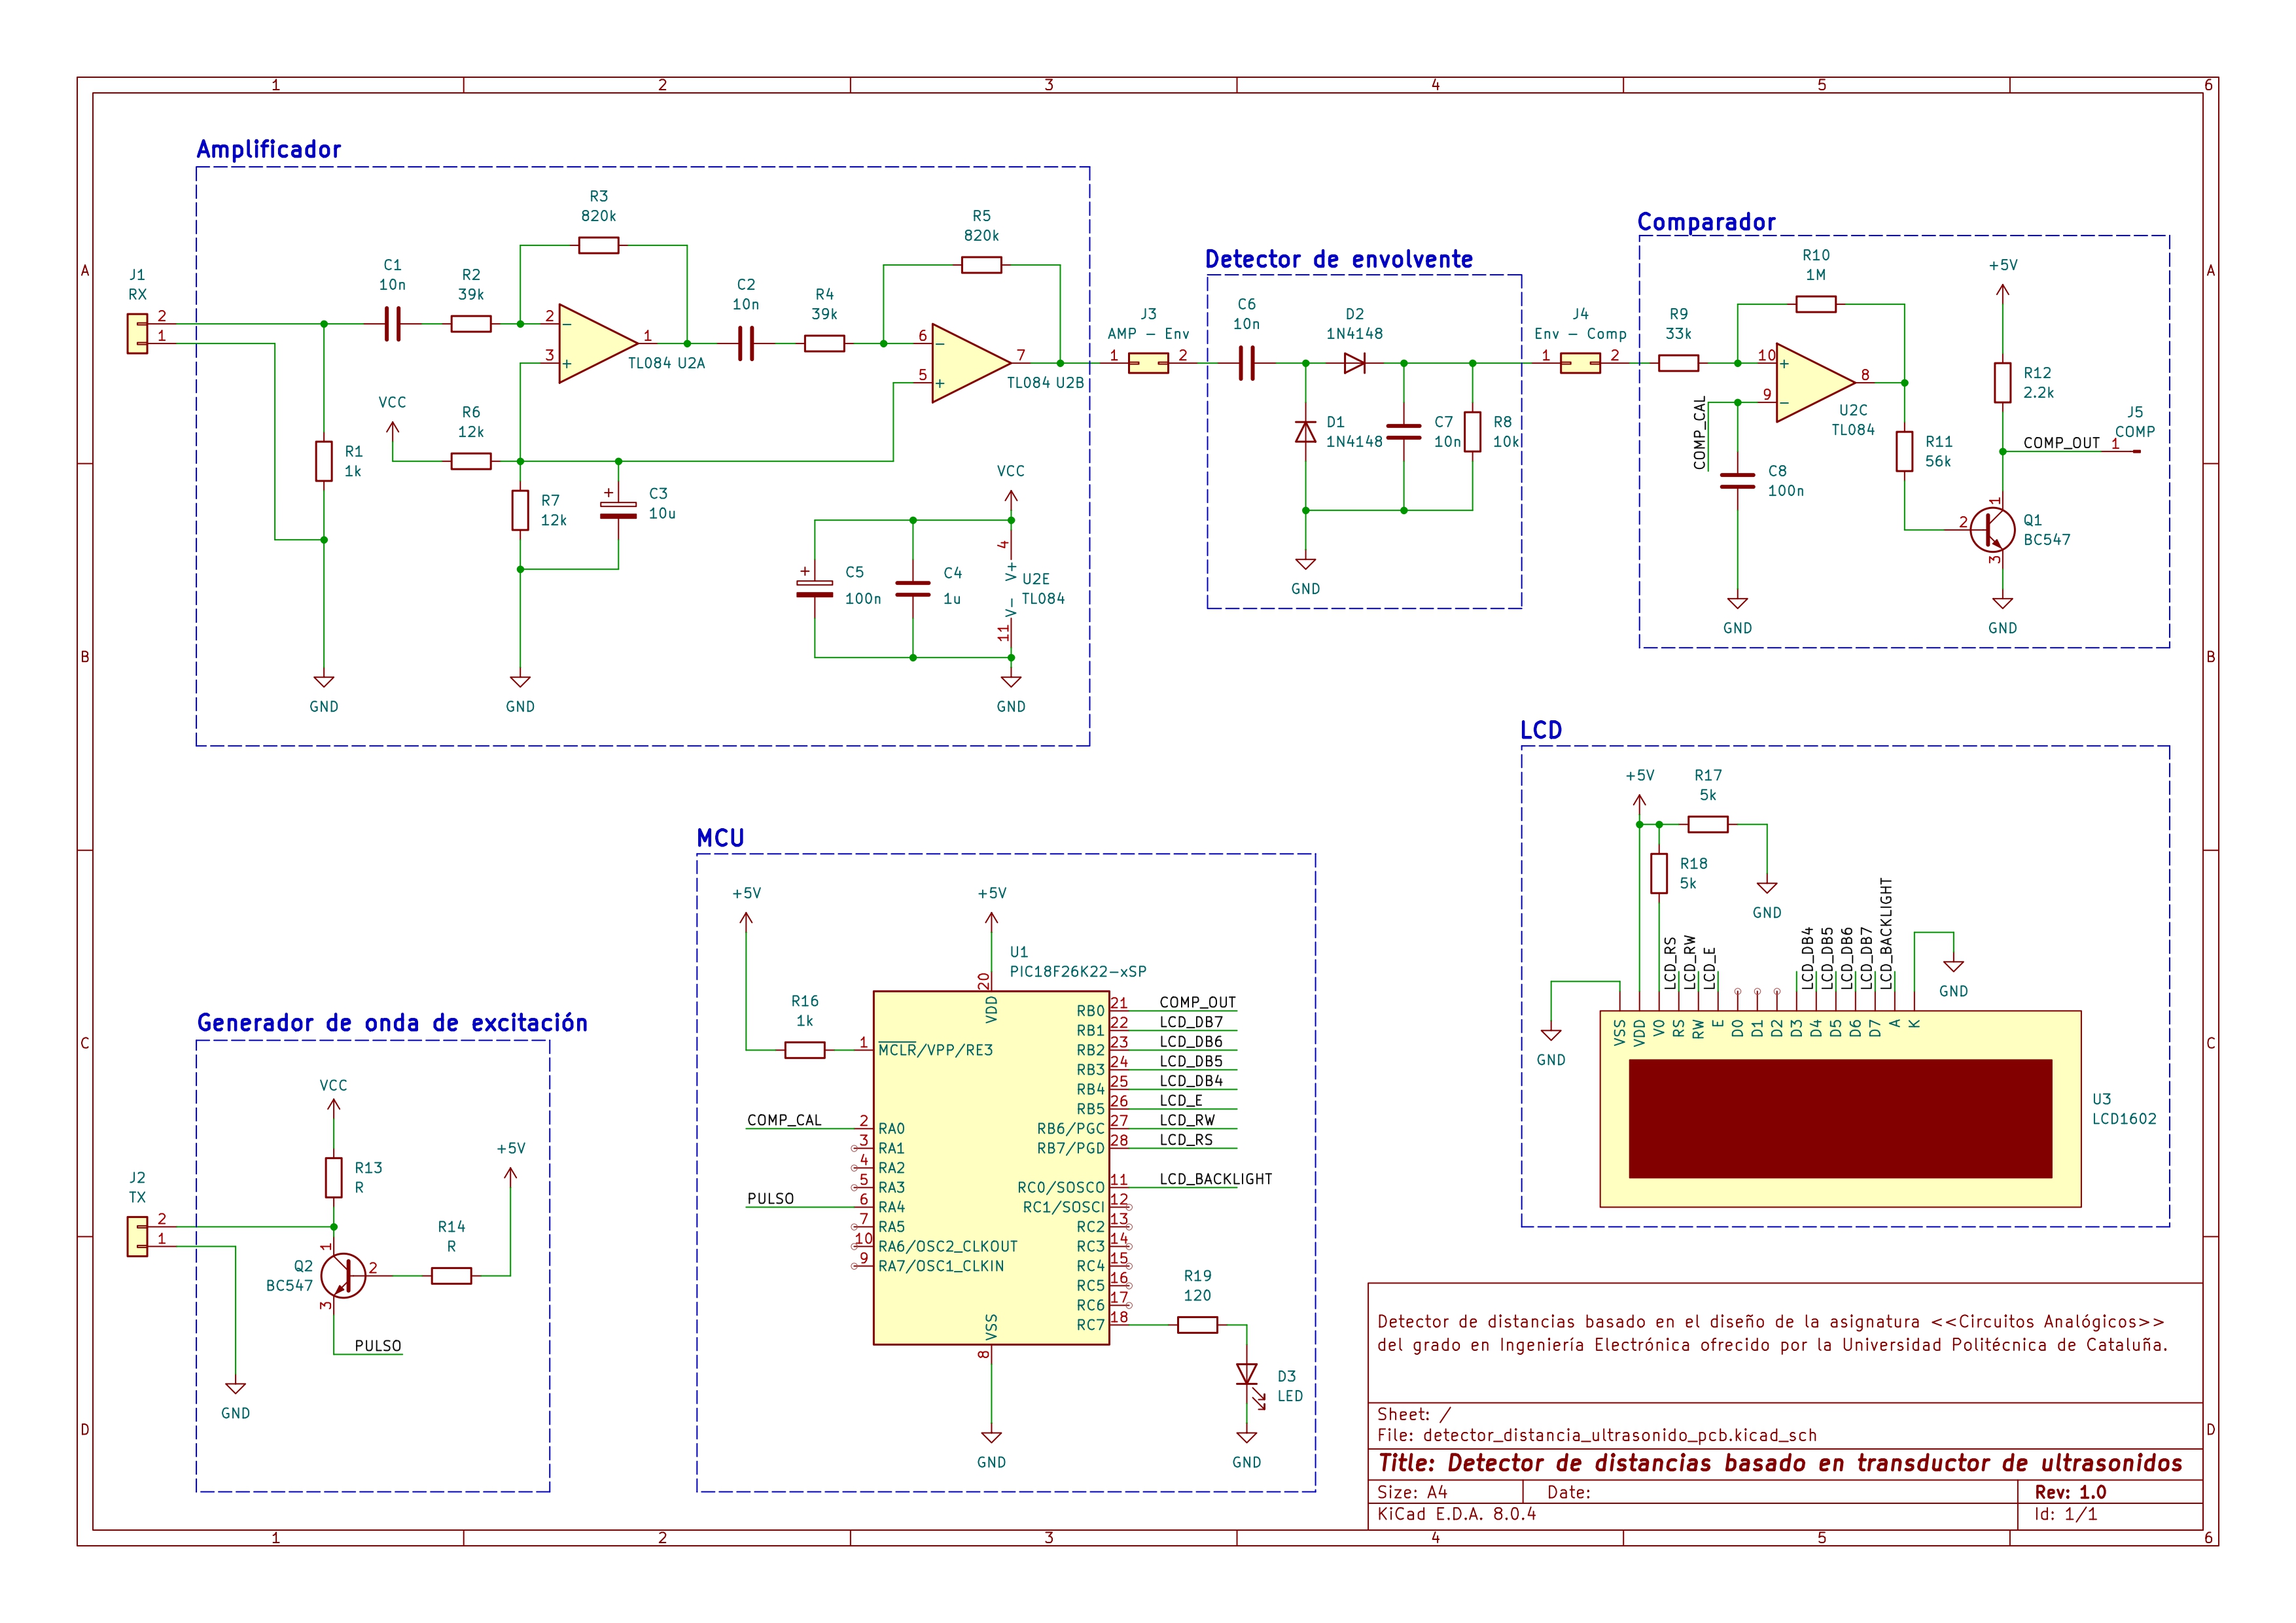 1 2 3 4 5 6
A
B
C
D
Amplificador
J1
RX
2
1
C1
10n
R2
39k
R3
820k
2
3
1
TL084 U2A
C2
10n
R4
39k
R5
820k
6
5
7
TL084 U2B
VCC
R6
12k
R1
1k
R7
12k
C3
10u
VCC
C5
100n
C4
1u
4
V+
U2E
TL084
V-
11
GND
GND
GND
J3
AMP - Env
1 2
Detector de envolvente
C6
10n
D2
1N4148
D1
1N4148
C7
10n
R8
10k
GND
J4
Env - Comp
1 2
Comparador
R9
33k
R10
1M
10
9
8
U2C
TL084
COMP_CAL
C8
100n
GND
+5V
R12
2.2k
R11
56k
COMP_OUT
1
J5
COMP
1
2
3
Q1
BC547
GND
LCD
+5V
R17
5k
R18
5k
GND
LCD_RS
LCD_RW
LCD_E
LCD_DB4
LCD_DB5
LCD_DB6
LCD_DB7
LCD_BACKLIGHT
GND
GND
VSS
VDD
V0
RS
RW
E
D0
D1
D2
D3
D4
D5
D6
D7
A
K
U3
LCD1602
MCU
+5V
+5V
U1
PIC18F26K22-xSP
R16
1k
20
VDD
1 MCLR/VPP/RE3
COMP_CAL 2 RA0
3 RA1
4 RA2
5 RA3
PULSO 6 RA4
7 RA5
10 RA6/OSC2_CLKOUT
9 RA7/OSC1_CLKIN
RB0 21 COMP_OUT
RB1 22 LCD_DB7
RB2 23 LCD_DB6
RB3 24 LCD_DB5
RB4 25 LCD_DB4
RB5 26 LCD_E
RB6/PGC 27 LCD_RW
RB7/PGD 28 LCD_RS
RC0/SOSCO 11 LCD_BACKLIGHT
RC1/SOSCI 12
RC2 13
RC3 14
RC4 15
RC5 16
RC6 17
RC7 18
VSS
8
GND
R19
120
D3
LED
GND
Generador de onda de excitación
VCC
+5V
R13
R
J2
TX
2
1
R14
R
1
2
3
Q2
BC547
PULSO
GND
Detector de distancias basado en el diseño de la asignatura <<Circuitos Analógicos>>
del grado en Ingeniería Electrónica ofrecido por la Universidad Politécnica de Cataluña.
Sheet: /
File: detector_distancia_ultrasonido_pcb.kicad_sch
Title: Detector de distancias basado en transductor de ultrasonidos
Size: A4 Date: Rev: 1.0
KiCad E.D.A. 8.0.4 Id: 1/1
A
B
C
D
1 2 3 4 5 6